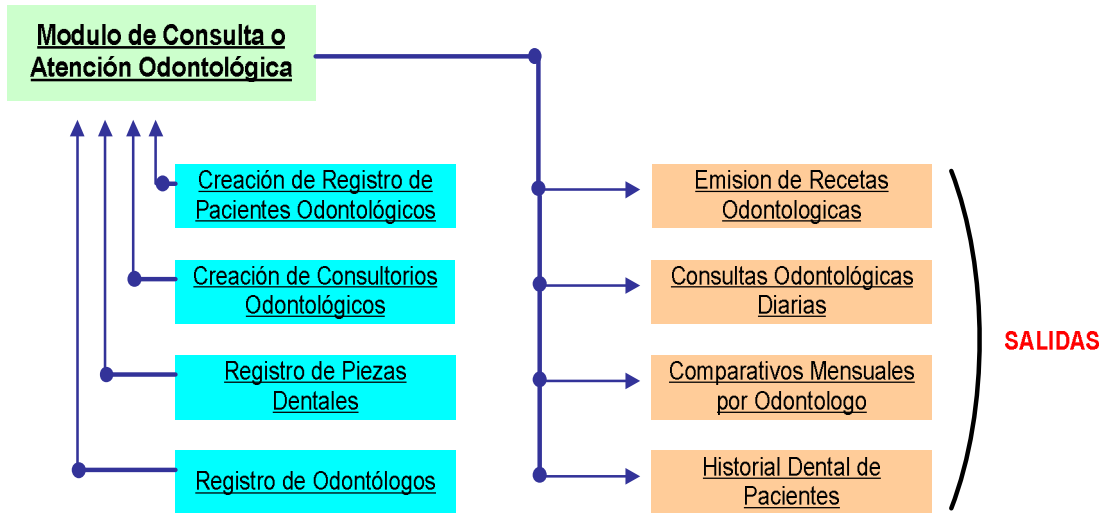 Modulo de Consulta o
Atención Odontológica
Creación de Registro de
Pacientes Odontológicos
Creación de Consultorios
Odontológicos
Registro de Piezas
Dentales
Registro de Odontólogos
Emision de Recetas
Odontologicas
Consultas Odontológicas
Diarias
Comparativos Mensuales
por Odontologo
Historial Dental de
Pacientes
SALIDAS